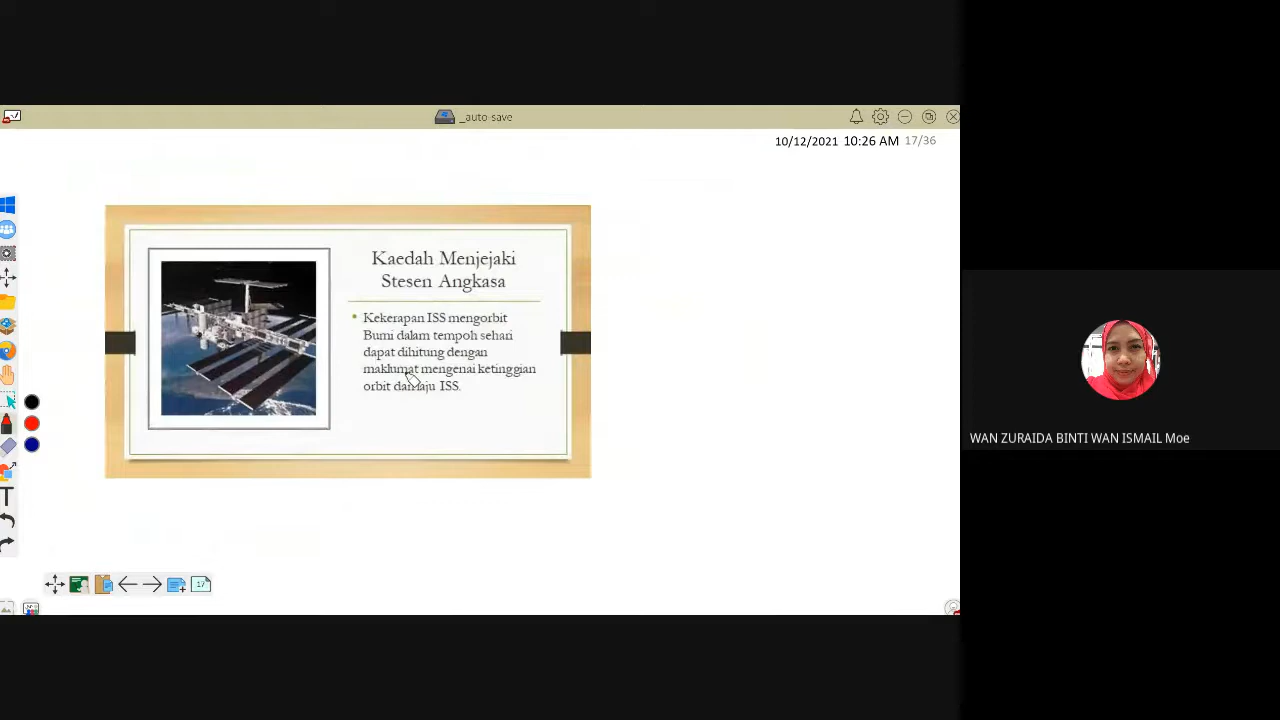 _auto save
10/12/2021 10:26 AM 17/36
Kaedah Menjejaki
Stesen Angkasa
• Kekerapan ISS mengorbit
Bumi dalam tempoh sehari
dapat dihitung dengan
maklumat mengenai ketinggian
orbit dan laju ISS.
WAN ZURAIDA BINTI WAN ISMAIL Moe
T
17